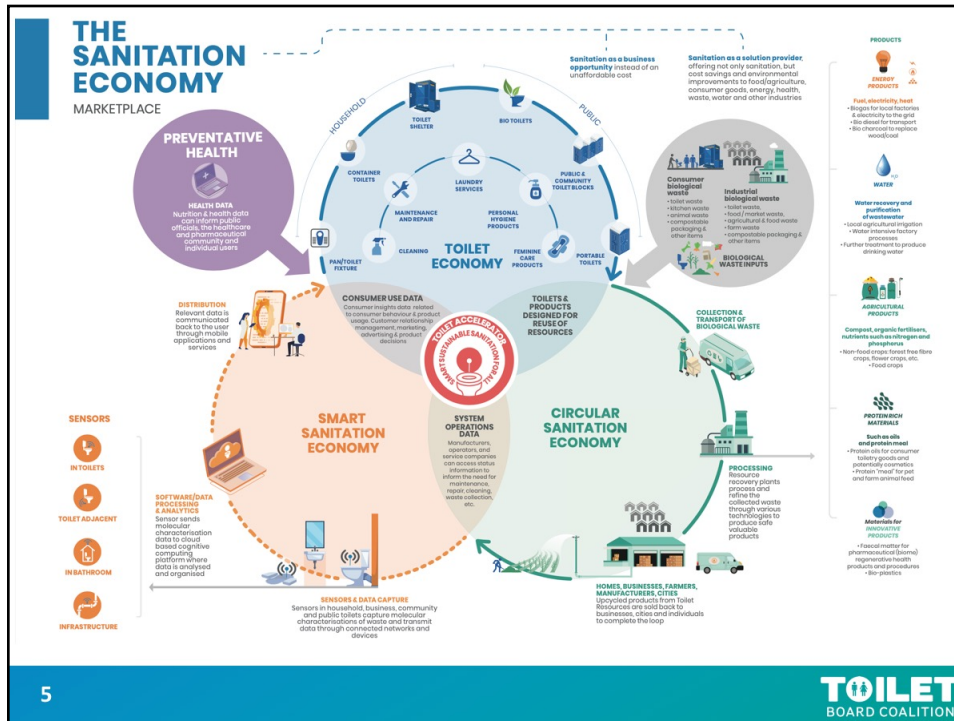 THE
SANITATION
ECONOMY
MARKETPLACE
Sanitation as a business
opportunity instead of an
unaffordable cost
Sanitation as a solution provider,
offering not only sanitation, but
cost savings and environmental
improvements to food/agriculture,
consumer goods, energy, health,
waste, water and other industries
HOUSEHOLD
PUBLIC
TOILET
SHELTER
BIO TOILETS
CONTAINER
TOILETS
LAUNDRY
SERVICES
PUBLIC &
COMMUNITY
TOILET BLOCKS
MAINTENANCE
AND REPAIR
PERSONAL
HYGIENE
PRODUCTS
PAN/TOILET
FIXTURE
CLEANING
TOILET
ECONOMY
FEMININE
CARE
PRODUCTS
PORTABLE
TOILETS
PREVENTATIVE
HEALTH
HEALTH DATA
Nutrition & health data
can inform public
officials, the healthcare
and pharmaceutical
community and
individual users
Consumer
biological
waste
• toilet waste
• kitchen waste
• animal waste
• compostable
packaging &
other items
Industrial
biological waste
• toilet waste,
• food / market waste,
• agricultural & food waste
• farm waste
• compostable packaging &
other items
BIOLOGICAL
WASTE INPUTS
CONSUMER USE DATA
Consumer insights data related
to consumer behaviour & product
usage. Customer relationship
management, marketing,
advertising & product
decisions
TOILETS &
PRODUCTS
DESIGNED FOR
REUSE OF
RESOURCES
TOILET ACCELERATOR
SMART SUSTAINABLE SANITATION FOR ALL
SYSTEM
OPERATIONS
DATA
Manufacturers,
operators, and
service companies
can access status
information to
inform the need for
maintenance,
repair, cleaning,
waste collection,
etc.
DISTRIBUTION
Relevant data is
communicated
back to the user
through mobile
applications and
services
SMART
SANITATION
ECONOMY
SENSORS
IN TOILETS
TOILET ADJACENT
IN BATHROOM
INFRASTRUCTURE
SOFTWARE/DATA
PROCESSING
& ANALYTICS
Sensor sends
molecular
characterisation
data to cloud
based cognitive
computing
platform where
data is analysed
and organised
SENSORS & DATA CAPTURE
Sensors in household, business, community
and public toilets capture molecular
characterisations of waste and transmit
data through connected networks and
devices
CIRCULAR
SANITATION
ECONOMY
COLLECTION &
TRANSPORT OF
BIOLOGICAL WASTE
PROCESSING
Resource
recovery plants
process and
refine the
collected waste
through various
technologies to
produce safe
valuable
products
HOMES, BUSINESSES, FARMERS,
MANUFACTURERS, CITIES
Upcycled products from Toilet
Resources are sold back to
businesses, cities and individuals
to complete the loop
PRODUCTS
ENERGY
PRODUCTS
Fuel, electricity, heat
• Biogas for local factories
& electricity to the grid
• Bio diesel for transport
• Bio charcoal to replace
wood/coal
WATER
Water recovery and
purification
of wastewater
• Local agricultural irrigation
• Water intensive factory
processes
• Further treatment to produce
drinking water
AGRICULTURAL
PRODUCTS
Compost, organic fertilisers,
nutrients such as nitrogen and
phosphorus
• Non-food crops: forest free fibre
crops, flower crops, etc.
• Food crops
PROTEIN RICH
MATERIALS
Such as oils
and protein meal
• Protein oils for consumer
toiletry goods and
potentially cosmetics
• Protein "meal" for pet
and farm animal feed
Materials for
INNOVATIVE
PRODUCTS
• Faecal matter for
pharmaceutical (biome)
regenerative health
products and procedures
• Bio-plastics
5
TOILET
BOARD COALITION